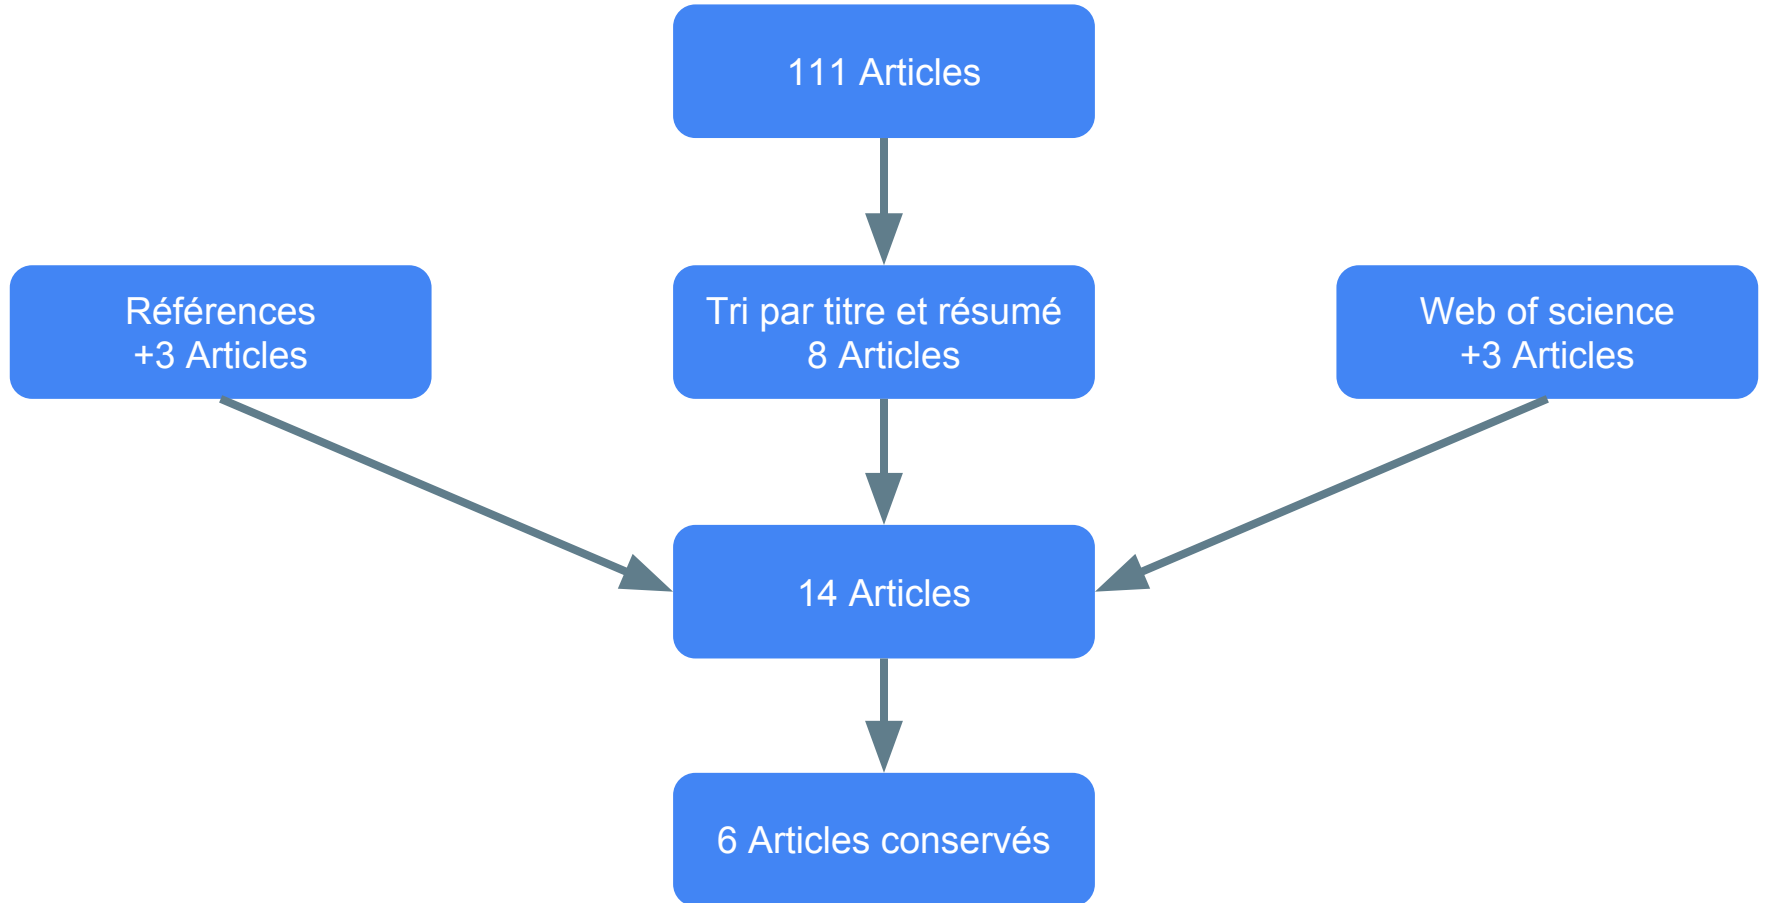 111 Articles
Références
+3 Articles
Tri par titre et résumé
8 Articles
Web of science
+3 Articles
14 Articles
6 Articles conservés